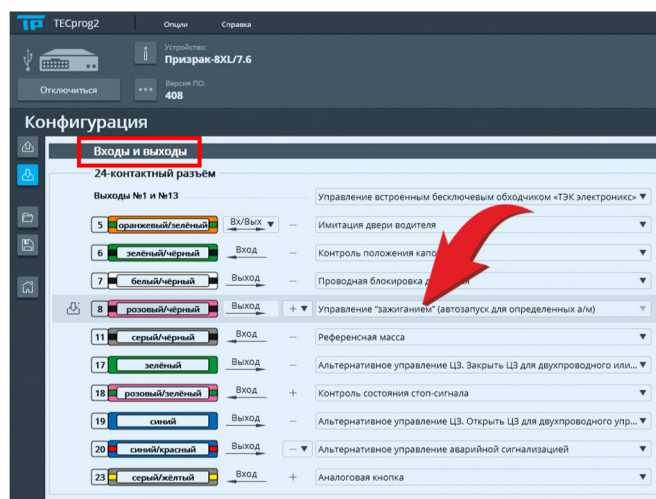 TECprog2 Опции Справка
Устройство:
Призрак-8XL/7.6
Отключиться
Версия ПО:
408
Конфигурация
Входы и выходы
24-контактный разъём
Выходы №1 и №13 Управление встроенным бесключевым обходчиком «ТЭК электроникс»
5 оранжевый/зелёный Вх/Вых — Имитация двери водителя
6 зелёный/чёрный Вход — Контроль положения
7 белый/чёрный Выход — Проводная блокировка
8 розовый/чёрный Выход + Управление "зажиганием" (автозапуск для определенных а/м)
11 серый/чёрный Вход — Референсная масса
17 зелёный Выход — Альтернативное управление ЦЗ. Закрыть ЦЗ для двухпроводного или...
18 розовый/зелёный Вход + Контроль состояния стоп-сигнала
19 синий Выход — Альтернативное управление ЦЗ. Открыть ЦЗ для двухпроводного упр...
20 синий/красный Выход — Альтернативное управление аварийной сигнализацией
23 серый/жёлтый Вход + Аналоговая кнопка